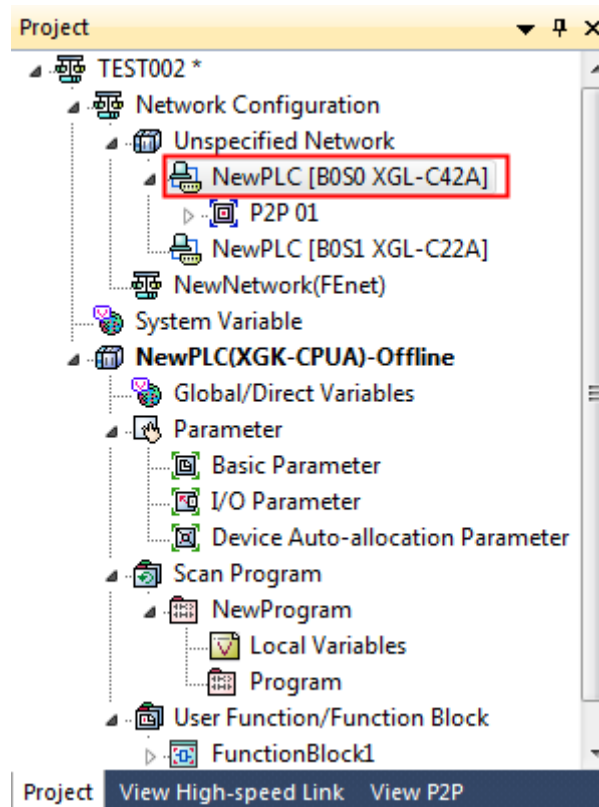 Project
TEST002 *
Network Configuration
Unspecified Network
NewPLC [B0S0 XGL-C42A]
P2P 01
NewPLC [B0S1 XGL-C22A]
NewNetwork(FEnet)
System Variable
NewPLC(XGK-CPUA)-Offline
Global/Direct Variables
Parameter
Basic Parameter
I/O Parameter
Device Auto-allocation Parameter
Scan Program
NewProgram
Local Variables
Program
User Function/Function Block
FunctionBlock1
Project View High-speed Link View P2P